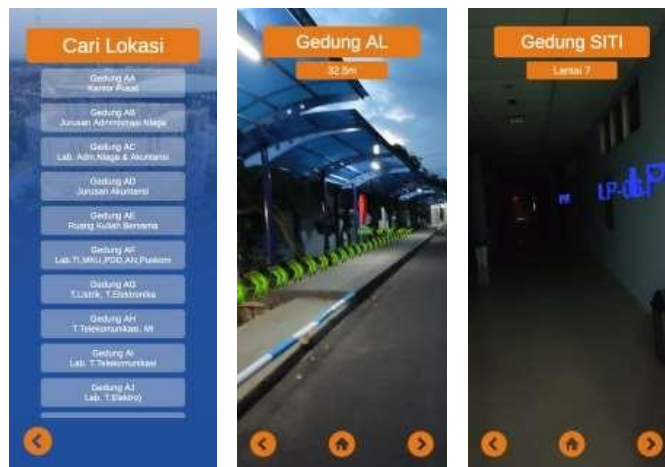 Cari Lokasi
Gedung AA
Kantor Pusat
Gedung AB
Jurusan Administrasi Niaga
Gedung AC
Lab. Adm.Niaga & Akuntansi
Gedung AD
Jurusan Akuntansi
Gedung AE
Ruang Kuliah Bersama
Gedung AF
Lab.TI,MKU,PDD,AN,Puskom
Gedung AG
T.Listrik, T.Elektronika
Gedung AH
T.Telekomunikasi, MI
Gedung AI
Lab. T.Telekomunikasi
Gedung AJ
Lab. T.Elektro)
Gedung AL
32.5m
Gedung SITI
Lantai 7